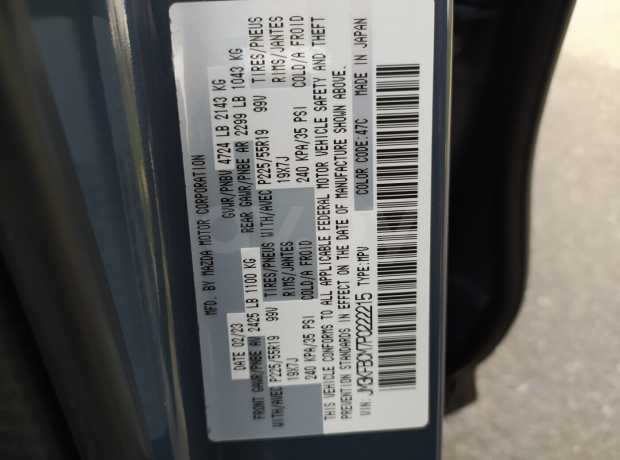 MFD. BY MAZDA MOTOR CORPORATION
DATE 02/23 GVWR/PNBV 4724 LB 2143 KG
FRONT GAWR/PNBE AV 2425 LB 1100 KG REAR GAWR/PNBE AR 2299 LB 1043 KG
WITH/AVEC P225/55R19 99V TIRES/PNEUS WITH/AVEC P225/55R19 99V TIRES/PNEUS
19X7J RIMS/JANTES 19X7J RIMS/JANTES
240 KPA/35 PSI COLD/A FROID 240 KPA/35 PSI COLD/A FROID
THIS VEHICLE CONFORMS TO ALL APPLICABLE FEDERAL MOTOR VEHICLE SAFETY AND THEFT
PREVENTION STANDARDS IN EFFECT ON THE DATE OF MANUFACTURE SHOWN ABOVE.
VIN: JM3KFBCM7P0222215 TYPE:MPV COLOR CODE:47C MADE IN JAPAN